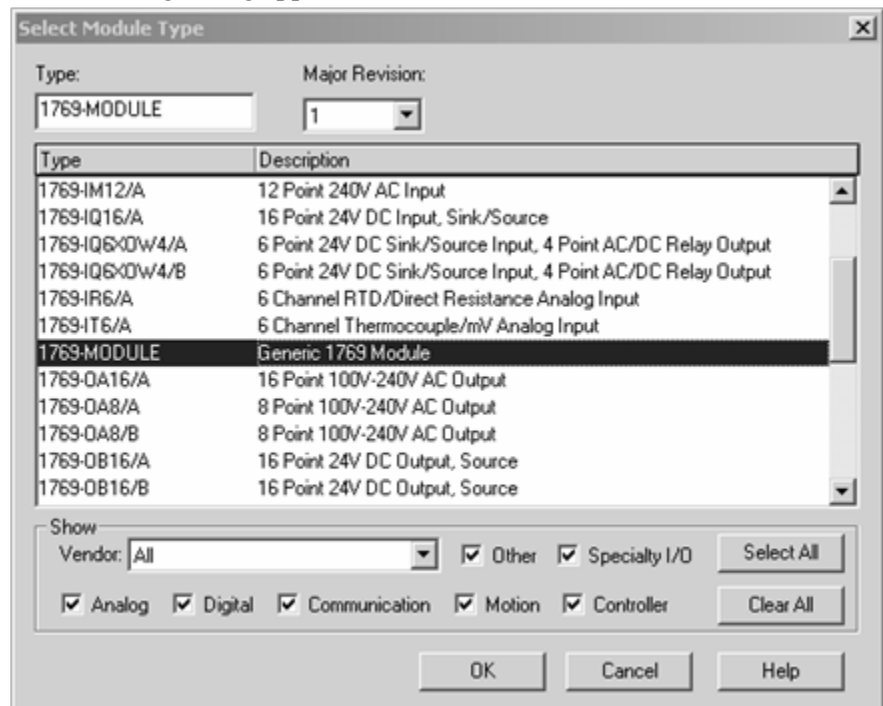 Select Module Type
Type: Major Revision:
1769-MODULE 1
Type Description
1769-IM12/A 12 Point 240V AC Input
1769-IQ16/A 16 Point 24V DC Input, Sink/Source
1769-IQ6XOW4/A 6 Point 24V DC Sink/Source Input, 4 Point AC/DC Relay Output
1769-IQ6XOW4/B 6 Point 24V DC Sink/Source Input, 4 Point AC/DC Relay Output
1769-IR6/A 6 Channel RTD/Direct Resistance Analog Input
1769-IT6/A 6 Channel Thermocouple/mV Analog Input
1769-MODULE Generic 1769 Module
1769-OA16/A 16 Point 100V-240V AC Output
1769-OA8/A 8 Point 100V-240V AC Output
1769-OA8/B 8 Point 100V-240V AC Output
1769-OB16/A 16 Point 24V DC Output, Source
1769-OB16/B 16 Point 24V DC Output, Source
Show
Vendor: All Other Specialty I/O Select All
Analog Digital Communication Motion Controller Clear All
OK Cancel Help